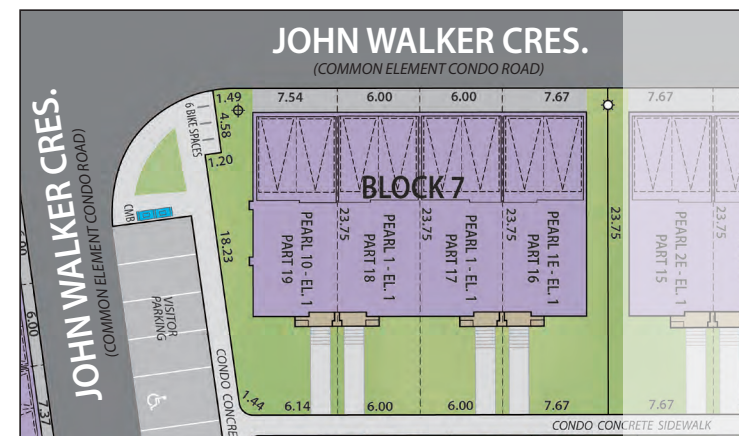 JOHN WALKER CRES.
(COMMON ELEMENT CONDO ROAD)
JOHN WALKER CRES.
(COMMON ELEMENT CONDO ROAD)
1.49
7.54
6.00
6.00
7.67
7.67
6 BIKE SPACES
4.58
1.20
CMB
18.23
BLOCK 7
PEARL 10 - EL. 1
PART 19
23.75
PEARL 1 - EL. 1
PART 18
23.75
PEARL 1 - EL. 1
PART 17
23.75
PEARL 1E - EL. 1
PART 16
23.75
PEARL 2E - EL. 1
PART 15
23.75
VISITOR
PARKING
6.00
7.37
CONDO CONCRE
1.44
6.14
6.00
6.00
7.67
7.67
CONDO CONCRETE SIDEWALK